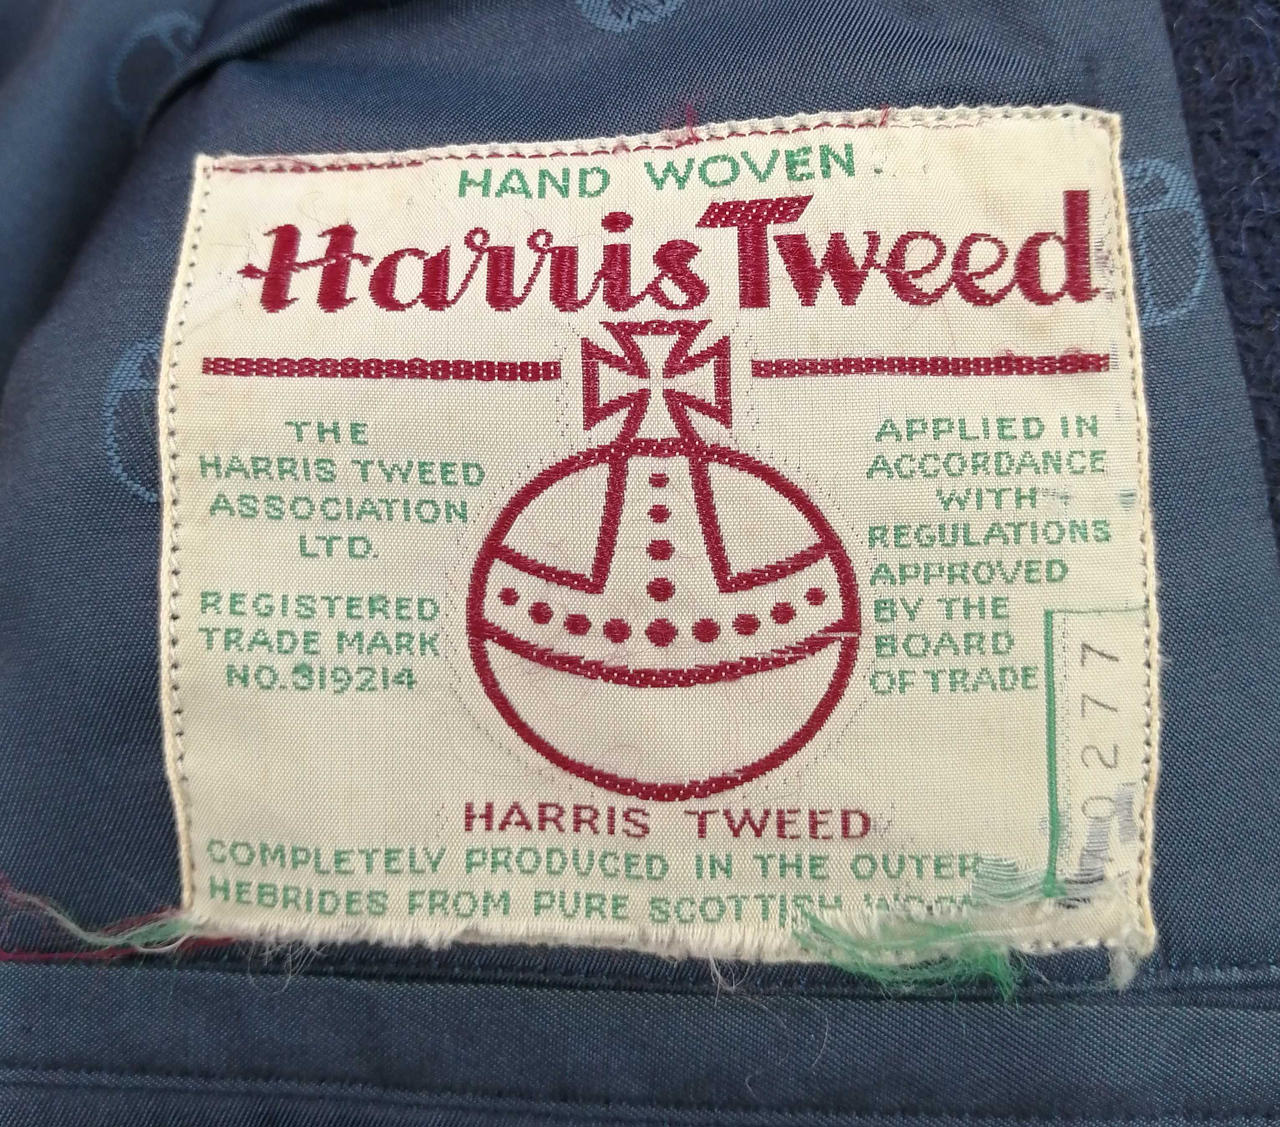 HAND WOVEN
Harris Tweed
THE
HARRIS TWEED
ASSOCIATION
LTD.
REGISTERED
TRADE MARK
NO. 319214
APPLIED IN
ACCORDANCE
WITH
REGULATIONS
APPROVED
BY THE
BOARD
OF TRADE
0277
HARRIS TWEED
COMPLETELY PRODUCED IN THE OUTER
HEBRIDES FROM PURE SCOTTISH WOOL